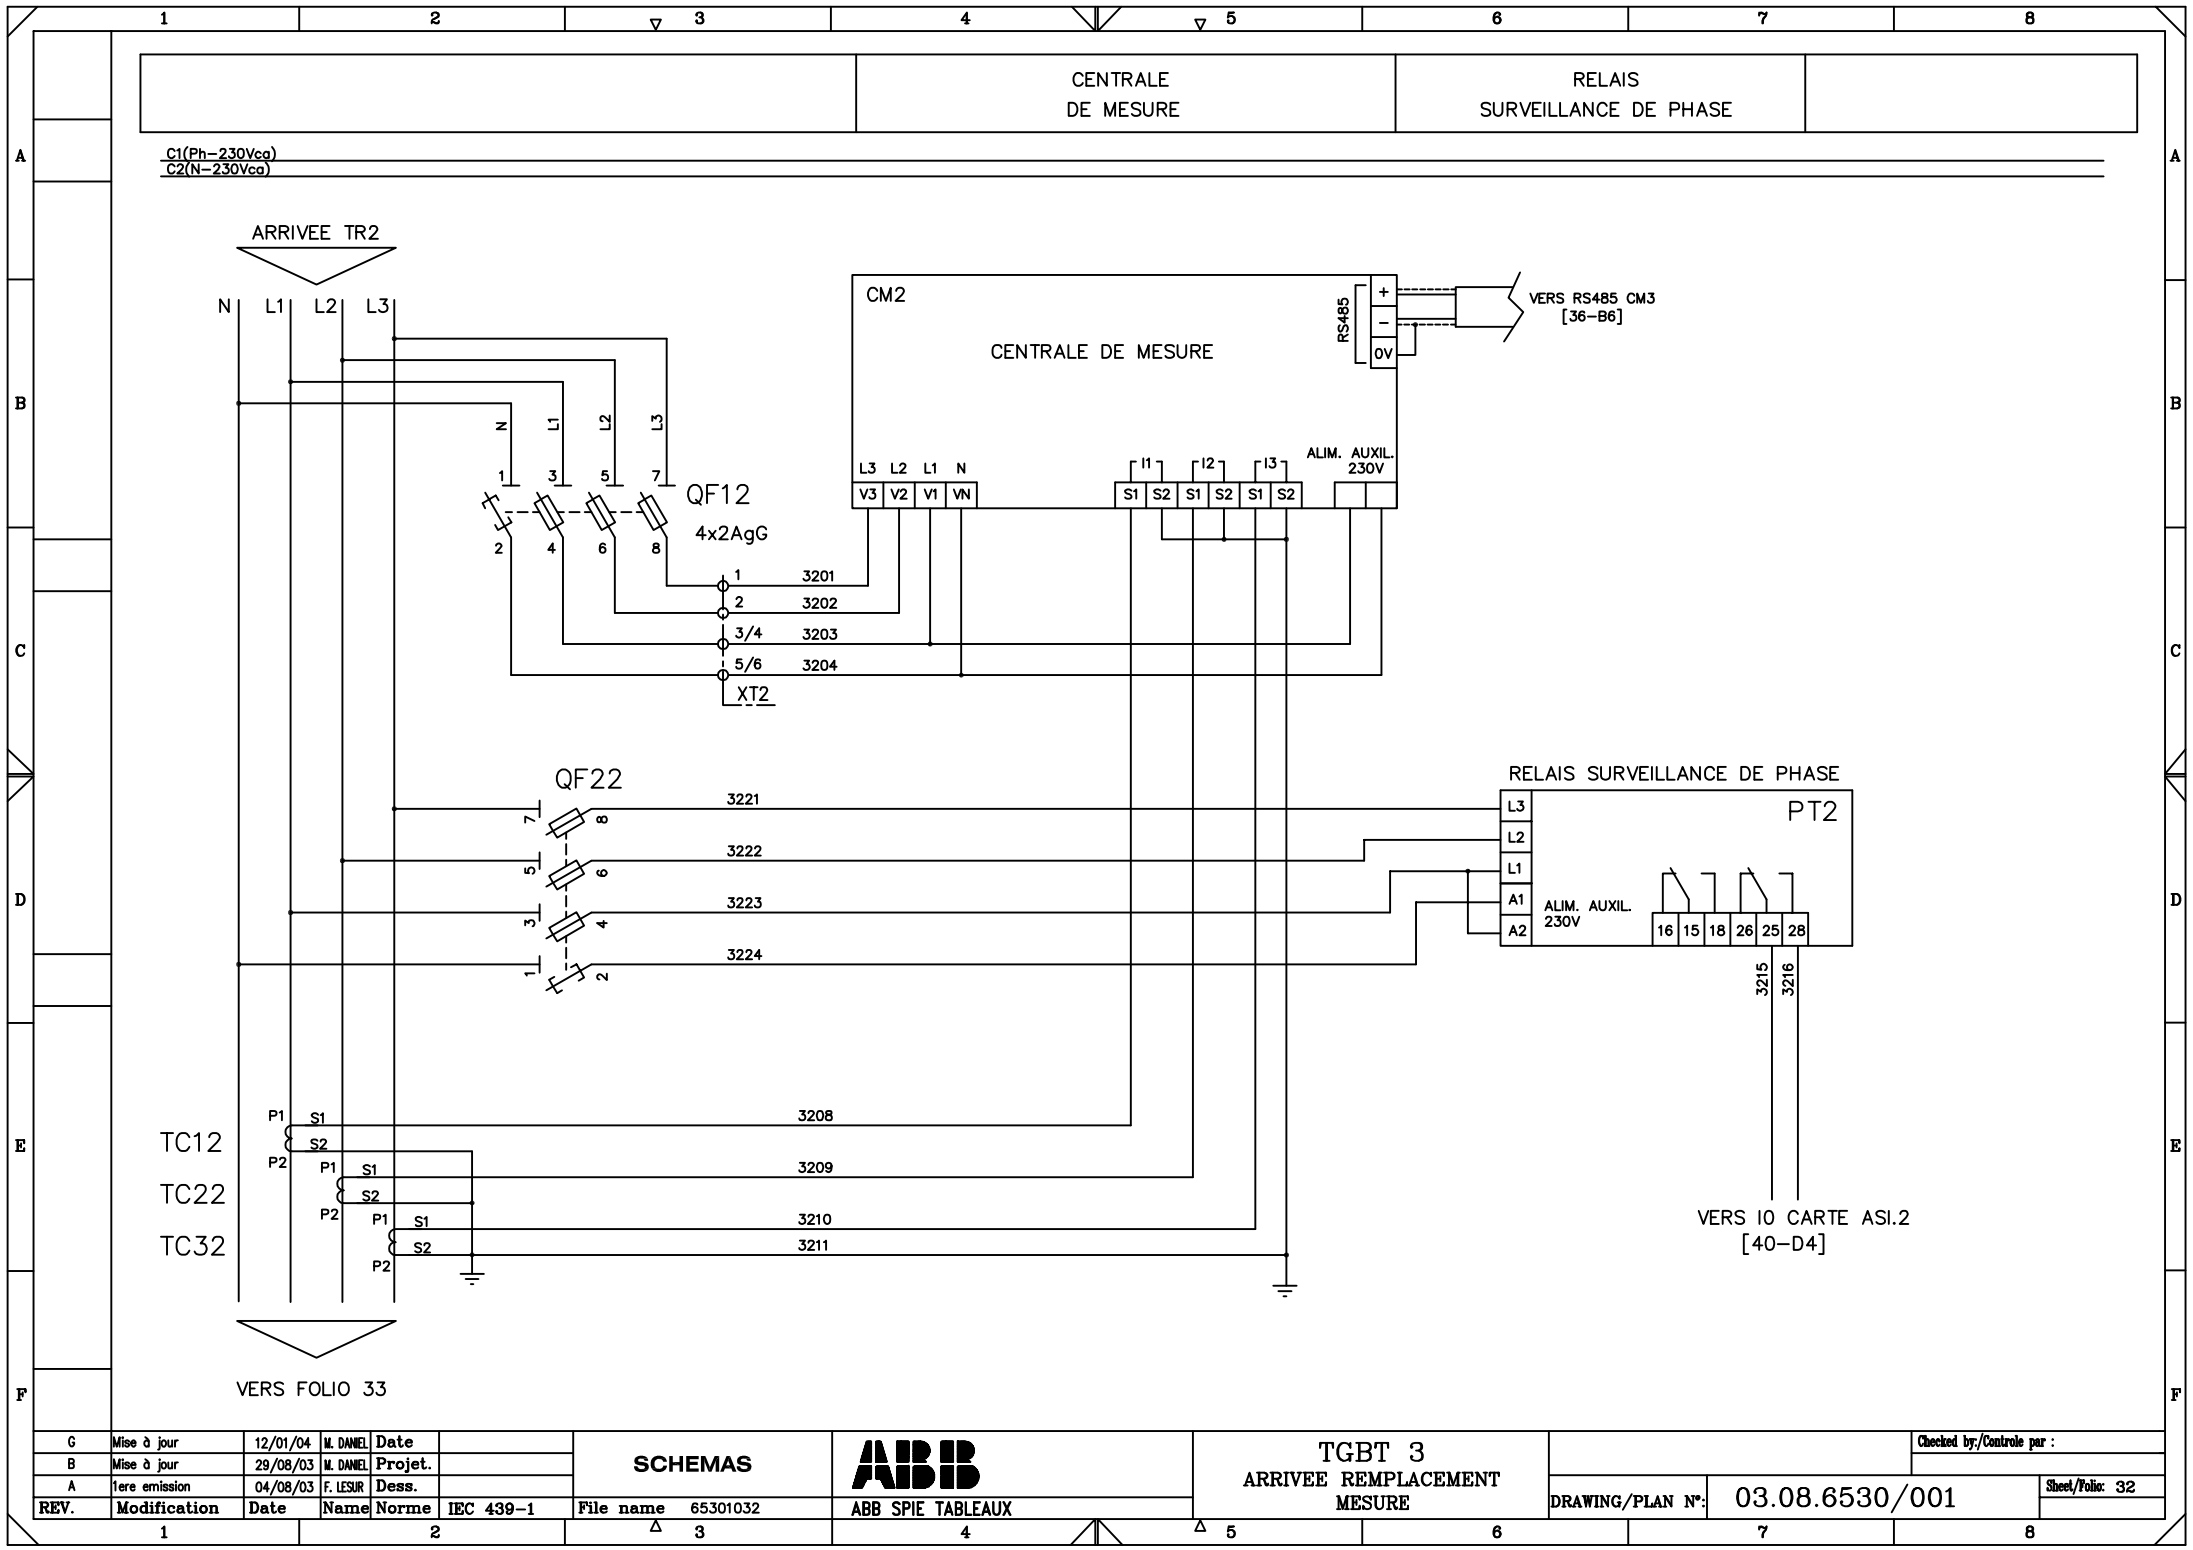 1 2 3 4 5 6 7 8
CENTRALE
DE MESURE
RELAIS
SURVEILLANCE DE PHASE
A A
C1(Ph-230Vca)
C2(N-230Vca)
ARRIVEE TR2
N L1 L2 L3
CM2
CENTRALE DE MESURE
RS485
+
-
0V
VERS RS485 CM3
[36-B6]
B B
N L1 L2 L3
1 3 5 7
QF12
4x2AgG
2 4 6 8
L3 L2 L1 N
V3 V2 V1 VN
I1 I2 I3
S1 S2 S1 S2 S1 S2
ALIM. AUXIL.
230V
1 3201
2 3202
3/4 3203
5/6 3204
XT2
C C
QF22
7 8 3221
5 6 3222
3 4 3223
1 2 3224
RELAIS SURVEILLANCE DE PHASE
PT2
L3
L2
L1
A1
A2
ALIM. AUXIL.
230V
16 15 18 26 25 28
3215 3216
D D
VERS IO CARTE ASI.2
[40-D4]
TC12
P1 S1 3208
S2
P2
TC22
P1 S1 3209
S2
P2
TC32
P1 S1 3210
S2 3211
P2
E E
VERS FOLIO 33
F F
G Mise à jour 12/01/04 M. DANIEL Date
B Mise à jour 29/08/03 M. DANIEL Projet.
A 1ere emission 04/08/03 F. LESUR Dess.
REV. Modification Date Name Norme IEC 439-1
SCHEMAS
File name 65301032
ABB
ABB SPIE TABLEAUX
TGBT 3
ARRIVEE REMPLACEMENT
MESURE
Checked by:/Controle par :
DRAWING/PLAN N°: 03.08.6530/001
Sheet/Folio: 32
1 2 3 4 5 6 7 8